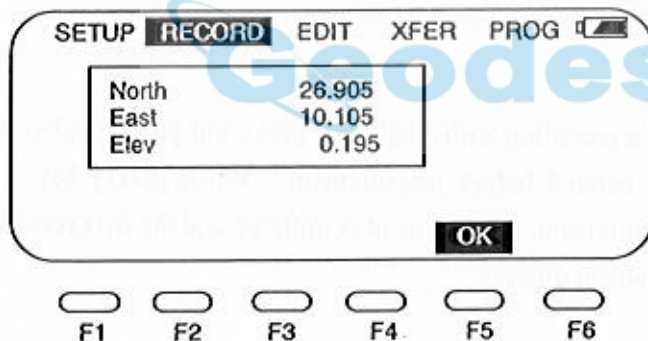 SETUP RECORD EDIT XFER PROG
Geodes
North 26.905
East 10.105
Elev 0.195
OK
F1 F2 F3 F4 F5 F6